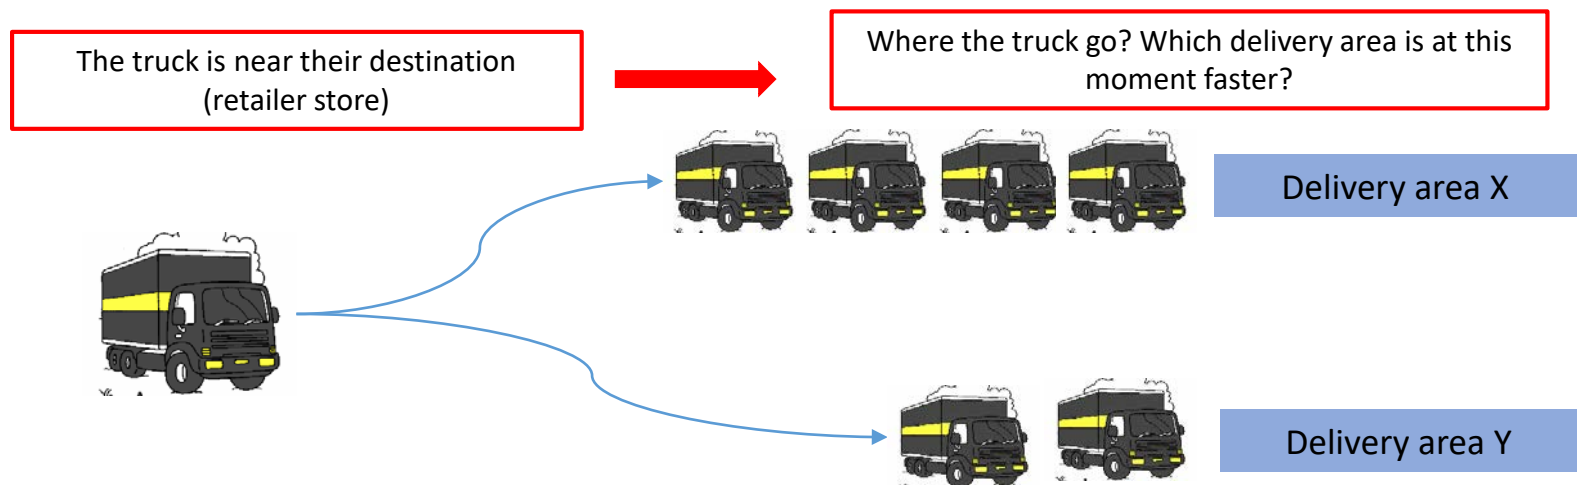 The truck is near their destination
(retailer store)
Where the truck go? Which delivery area is at this
moment faster?
Delivery area X
Delivery area Y